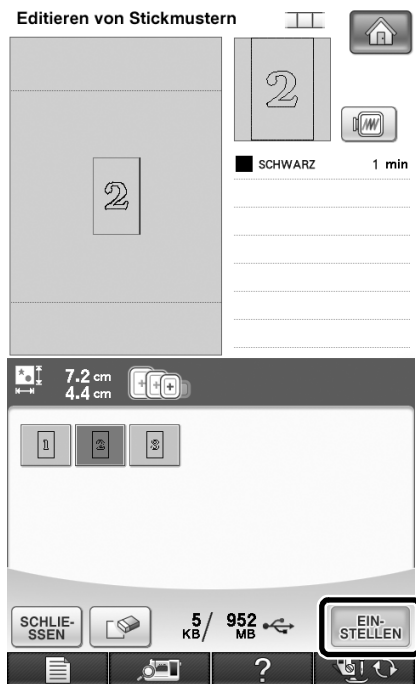 Editieren von Stickmustern
2
SCHWARZ 1 min
2
7.2 cm
4.4 cm
1 2 3
SCHLIE-
SSEN
5 KB / 952 MB
EIN-
STELLEN
?